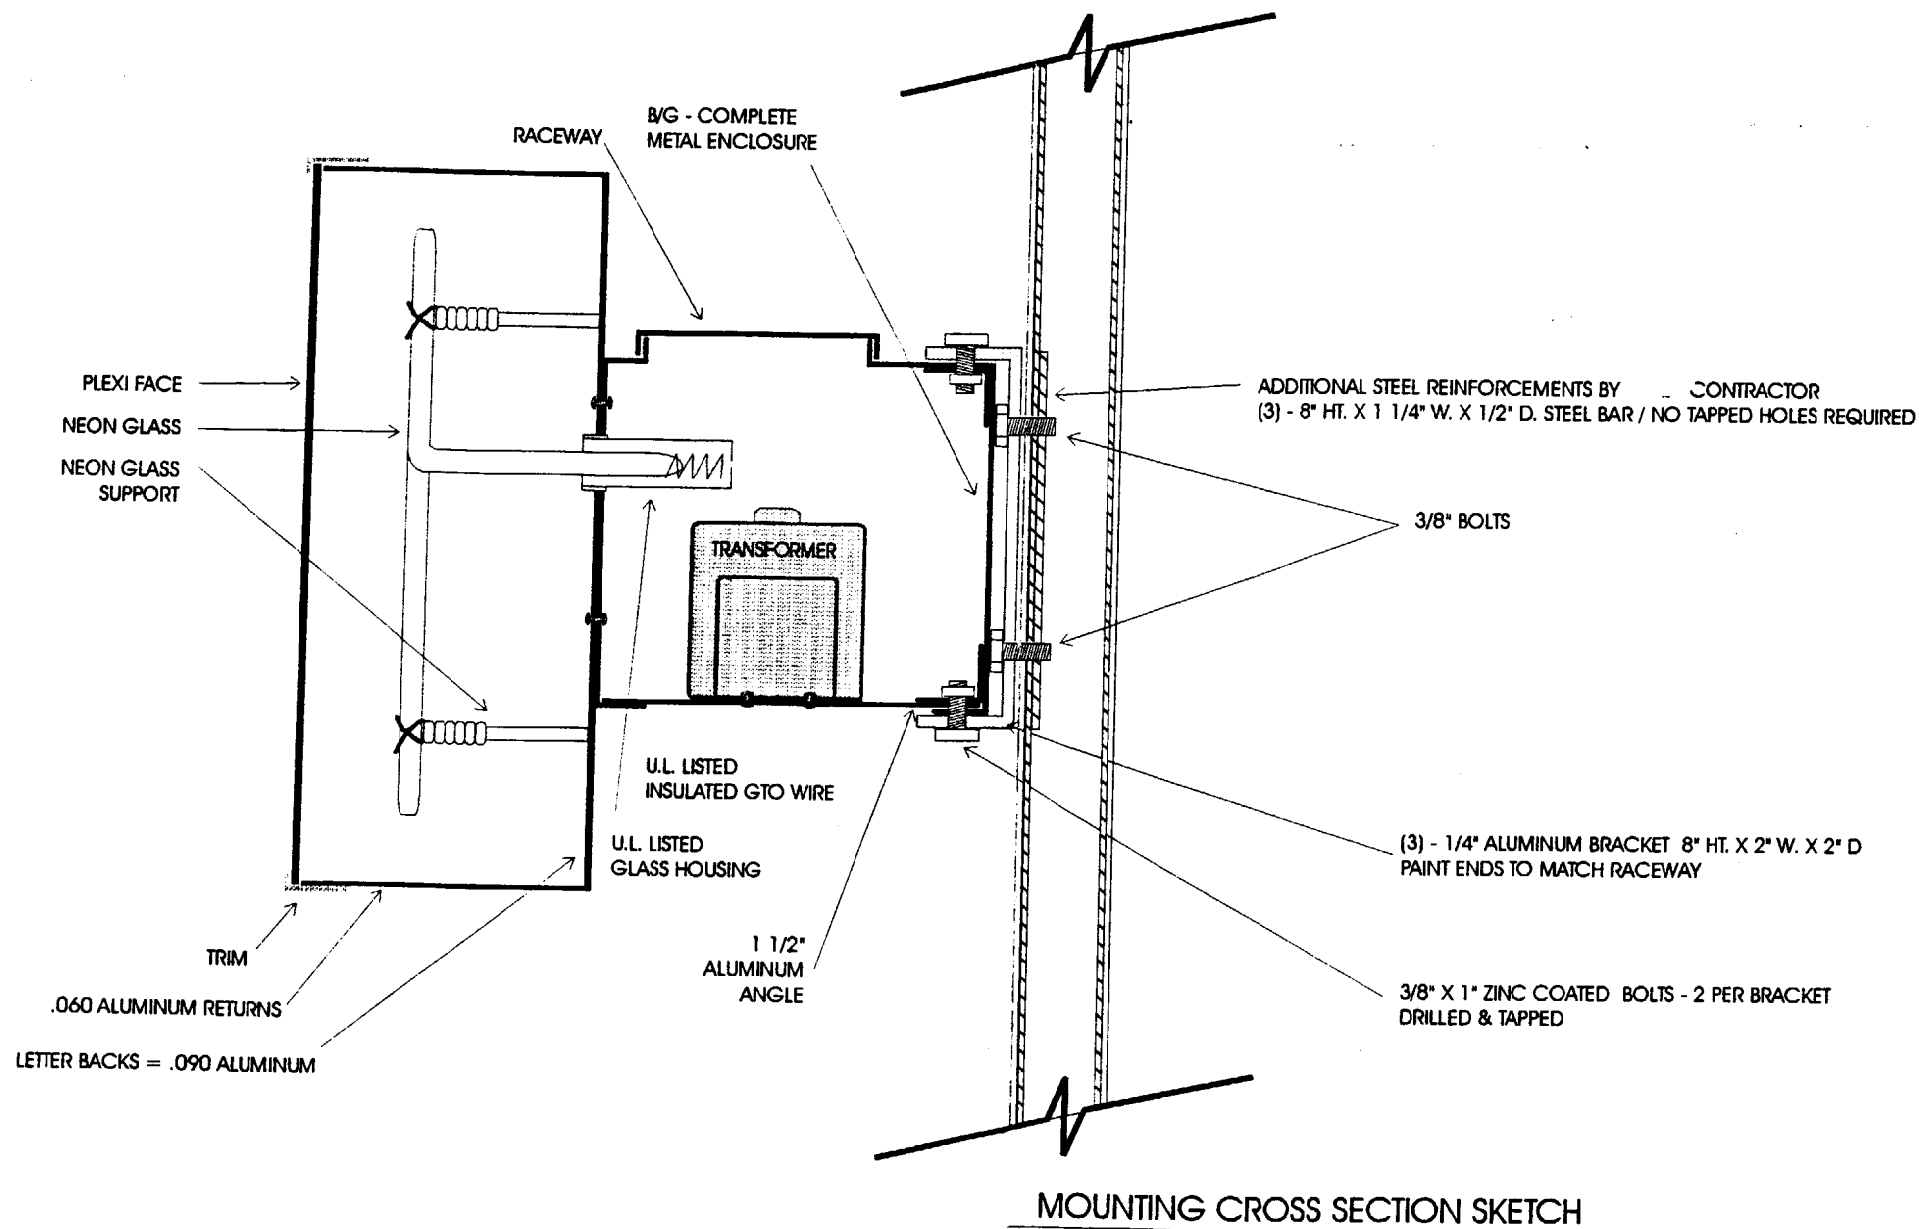 RACEWAY
B/G - COMPLETE
METAL ENCLOSURE
PLEXI FACE
NEON GLASS
NEON GLASS
SUPPORT
TRANSFORMER
ADDITIONAL STEEL REINFORCEMENTS BY CONTRACTOR
(3) - 8" HT. X 1 1/4" W. X 1/2" D. STEEL BAR / NO TAPPED HOLES REQUIRED
3/8" BOLTS
U.L. LISTED
INSULATED GTO WIRE
U.L. LISTED
GLASS HOUSING
(3) - 1/4" ALUMINUM BRACKET 8" HT. X 2" W. X 2" D
PAINT ENDS TO MATCH RACEWAY
TRIM
1 1/2"
ALUMINUM
ANGLE
.060 ALUMINUM RETURNS
3/8" X 1" ZINC COATED BOLTS - 2 PER BRACKET
DRILLED & TAPPED
LETTER BACKS = .090 ALUMINUM
MOUNTING CROSS SECTION SKETCH